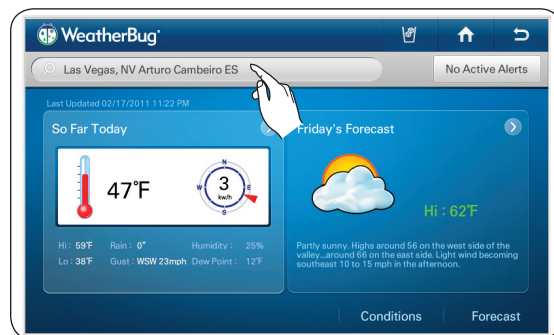 WeatherBug®
Las Vegas, NV Arturo Cambeiro ES
No Active Alerts
Last Updated 02/17/2011 11:22 PM
So Far Today
Friday's Forecast
47°F
N
W
3
E
kw/h
S
Hi : 62°F
Hi : 59°F Rain : 0" Humidity : 25%
Lo : 38°F Gust : WSW 23mph Dew Point : 12°F
Partly sunny. Highs around 56 on the west side of the
valley...around 66 on the east side. Light wind becoming
southeast 10 to 15 mph in the afternoon.
Conditions
Forecast